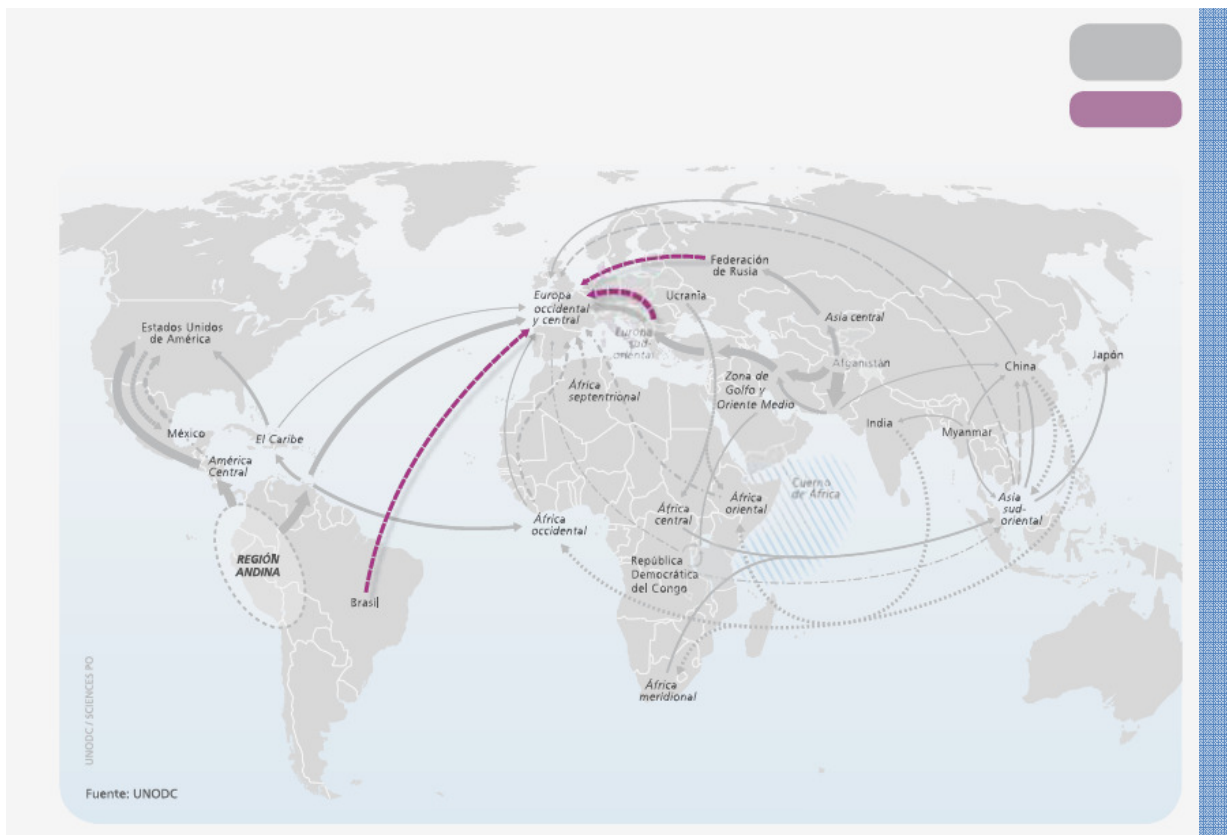 Federación
de Rusia
Europa
occidental
y central
Ucrania
Estados Unidos
de América
Asia central
Europa
sud-
oriental
Afganistán
China
Japón
Zona de
Golfo y
Oriente Medio
África
septentrional
India
Myanmar
México
El Caribe
América
Central
Cuerno
de África
África
occidental
África
central
África
oriental
Asia
sud-
oriental
REGIÓN
ANDINA
República
Democrática
del Congo
Brasil
África
meridional
UNODC / SCIENCES PO
Fuente: UNODC